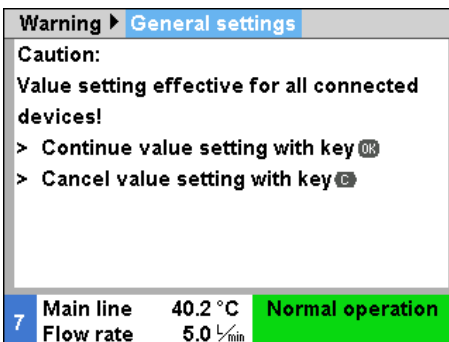 Warning ▶ General settings
Caution:
Value setting effective for all connected
devices!
> Continue value setting with key OK
> Cancel value setting with key C
7 Main line 40.2 °C Normal operation
Flow rate 5.0 L/min